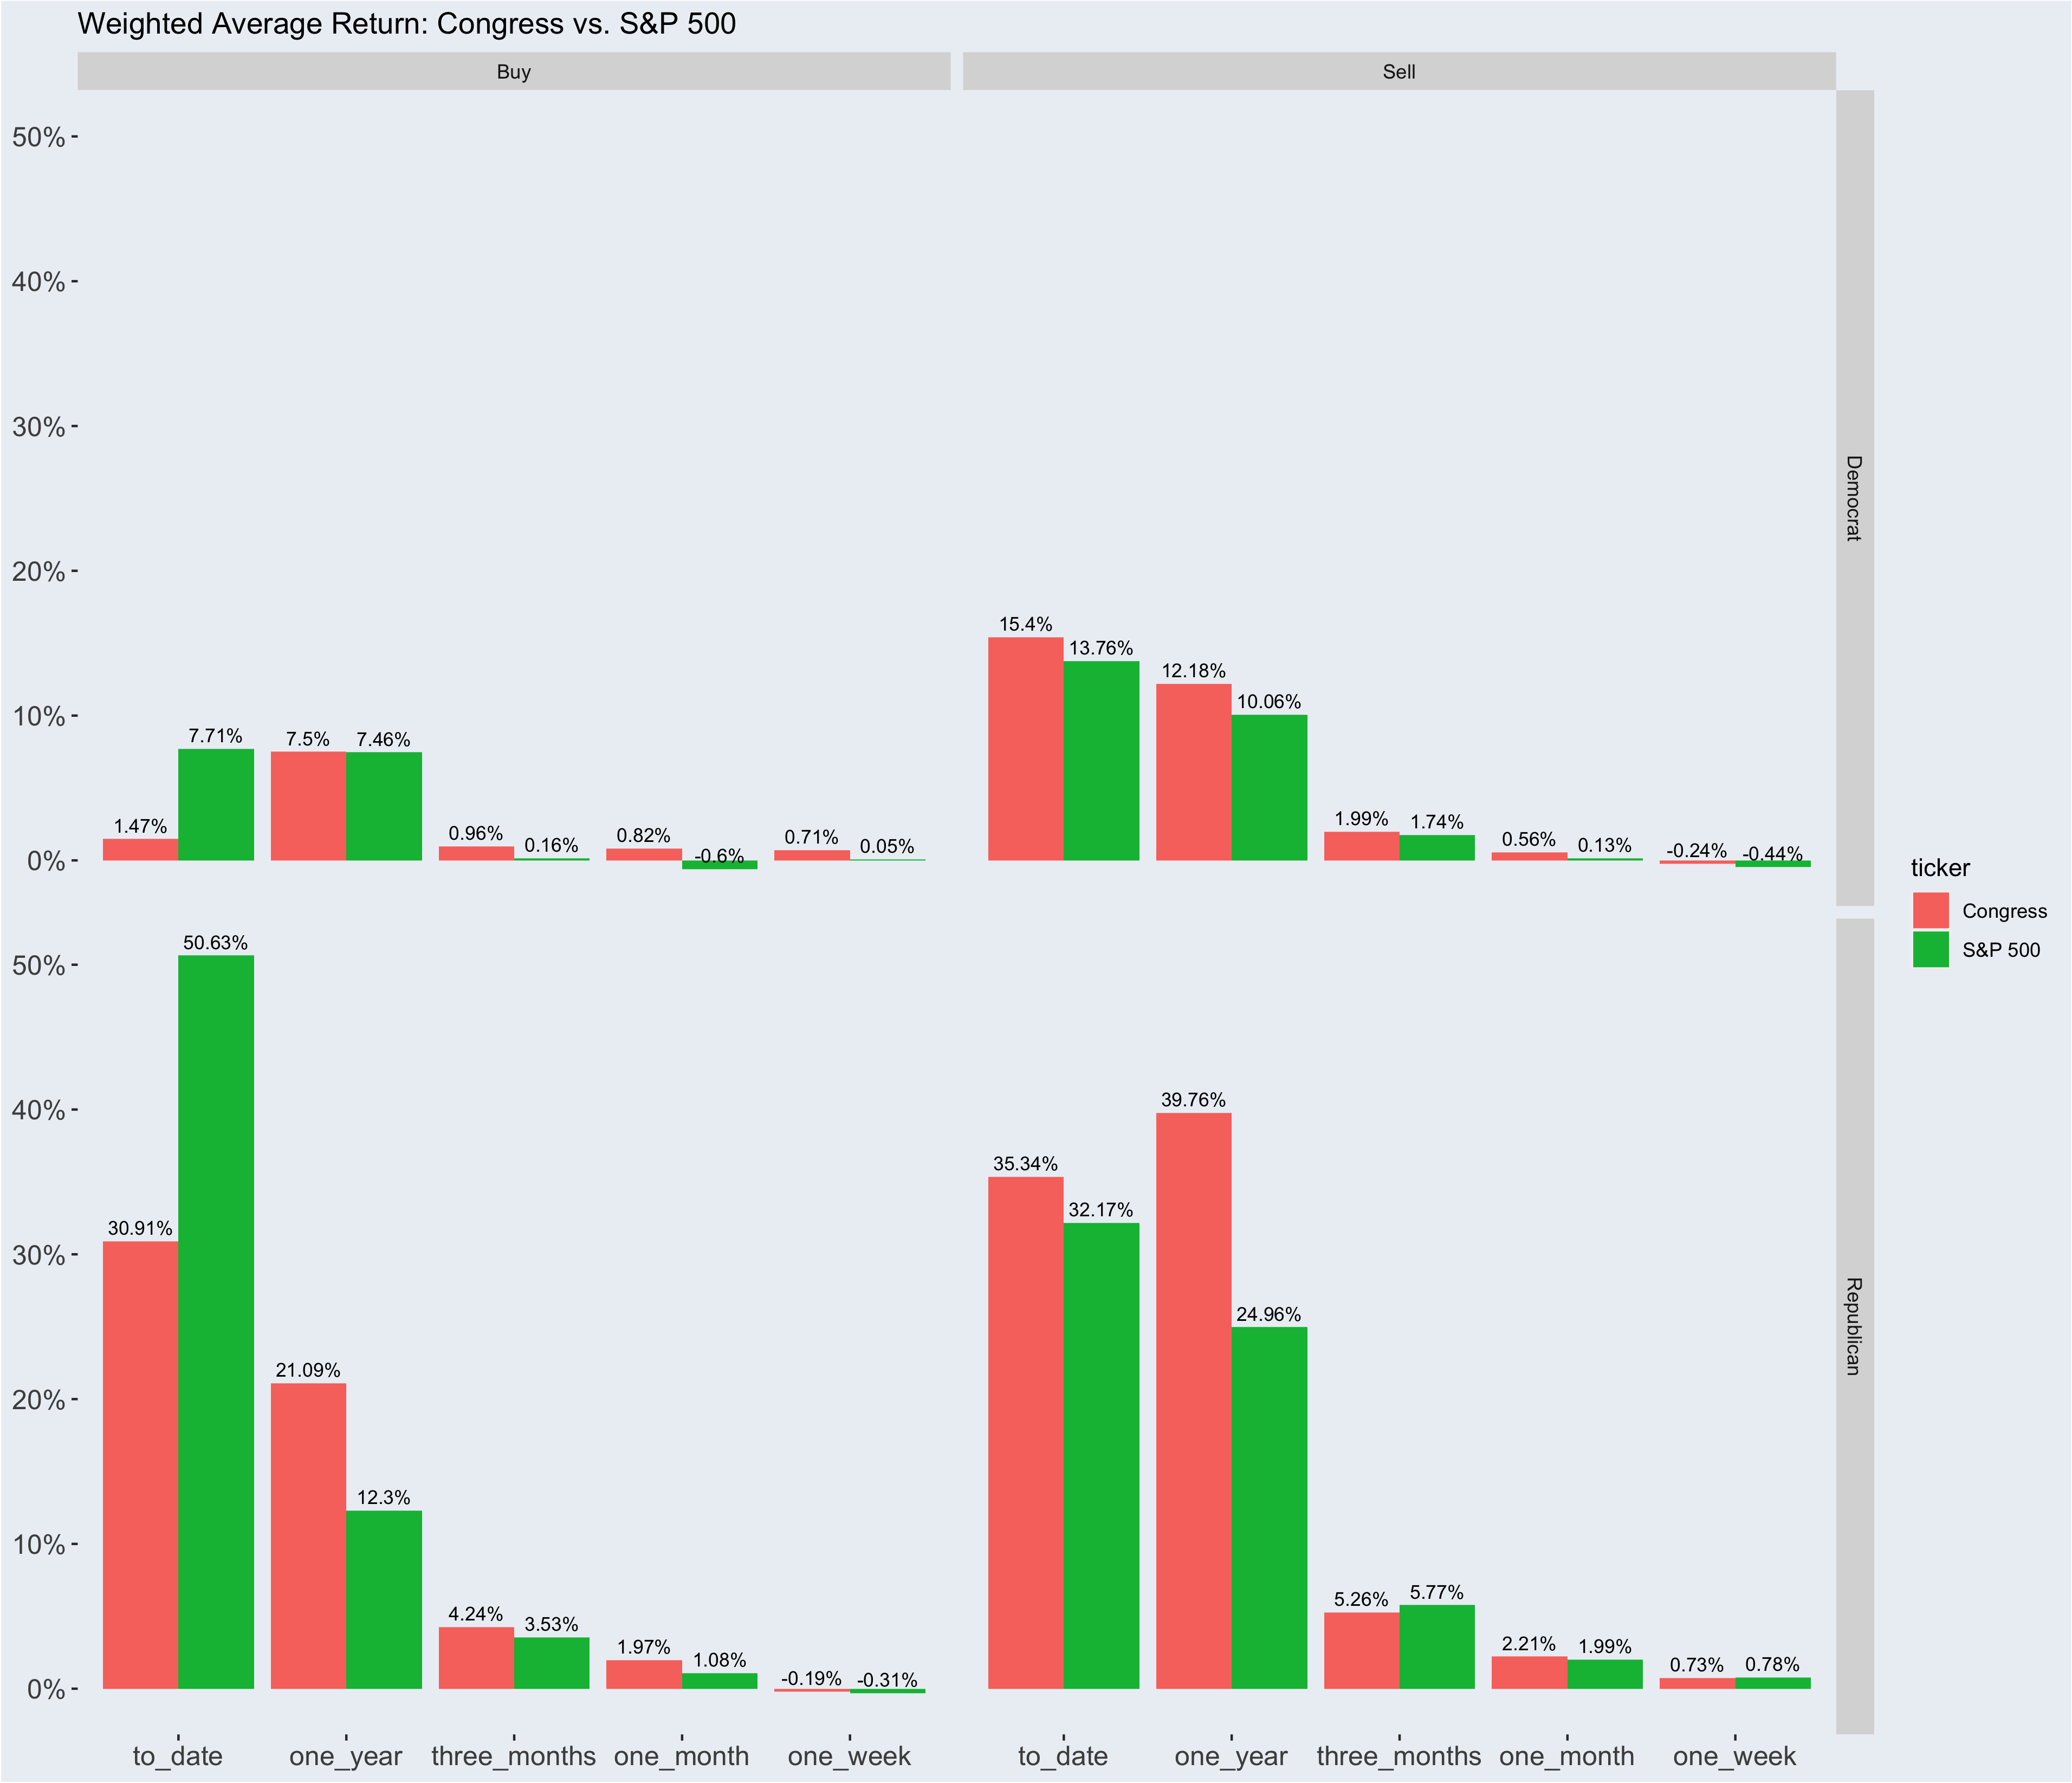 Weighted Average Return: Congress vs. S&P 500
Buy
Sell
50%
40%
30%
20%
10%
0%
1.47%
7.71%
7.5%
7.46%
0.96%
0.16%
0.82%
-0.6%
0.71%
0.05%
15.4%
13.76%
12.18%
10.06%
1.99%
1.74%
0.56%
0.13%
-0.24%
-0.44%
Democrat
50%
40%
30%
20%
10%
0%
30.91%
50.63%
21.09%
12.3%
4.24%
3.53%
1.97%
1.08%
-0.19%
-0.31%
35.34%
32.17%
39.76%
24.96%
5.26%
5.77%
2.21%
1.99%
0.73%
0.78%
Republican
to_date
one_year
three_months
one_month
one_week
to_date
one_year
three_months
one_month
one_week
ticker
Congress
S&P 500